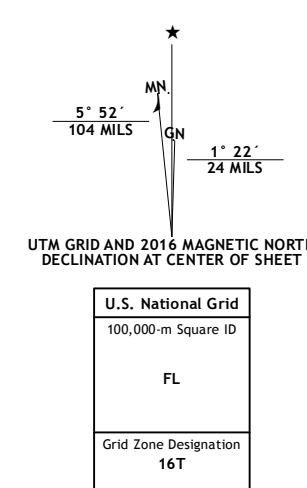 ★
MN.
5° 52´
104 MILS
GN
1° 22´
24 MILS
UTM GRID AND 2016 MAGNETIC NORTH
DECLINATION AT CENTER OF SHEET
U.S. National Grid
100,000-m Square ID
FL
Grid Zone Designation
16T